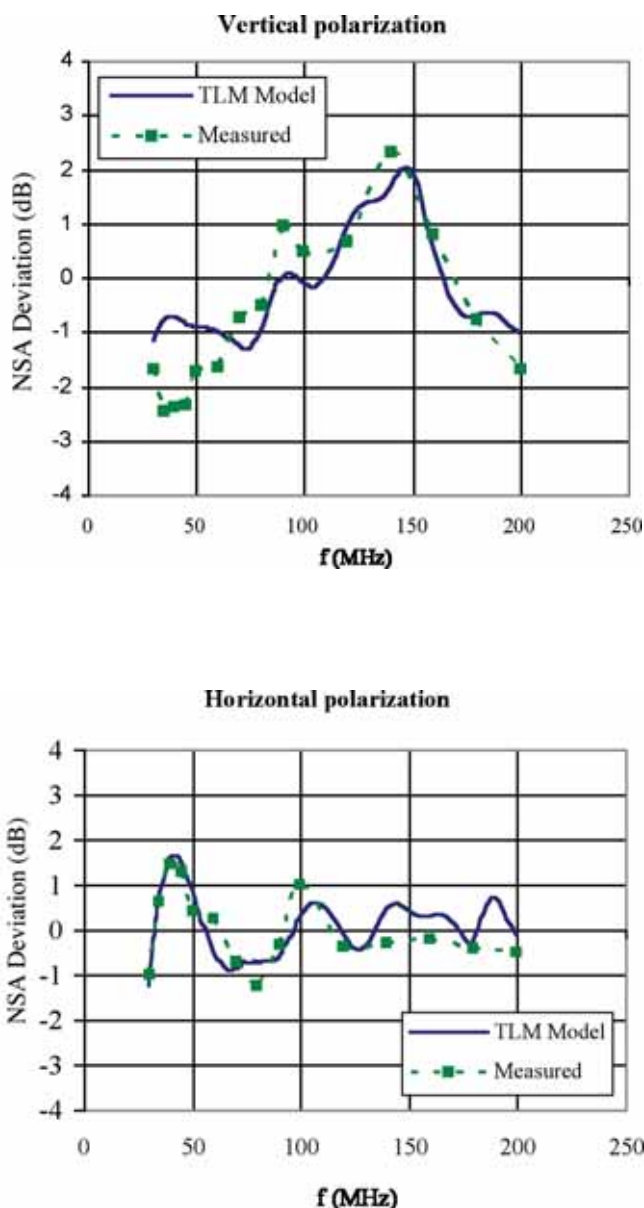 Vertical polarization
4
3
2
1
0
-1
-2
-3
-4
NSA Deviation (dB)
TLM Model
Measured
0 50 100 150 200 250
f (MHz)
Horizontal polarization
4
3
2
1
0
-1
-2
-3
-4
NSA Deviation (dB)
TLM Model
Measured
0 50 100 150 200 250
f (MHz)